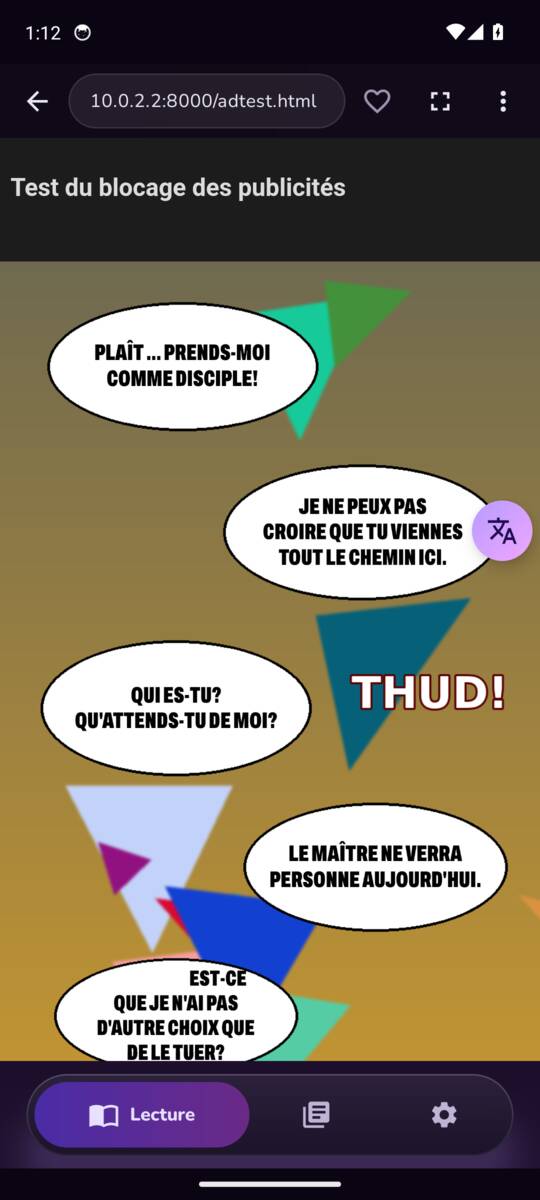 1:12
10.0.2.2:8000/adtest.html
Test du blocage des publicités
PLAÎT ... PRENDS-MOI
COMME DISCIPLE!
JE NE PEUX PAS
CROIRE QUE TU VIENNES
TOUT LE CHEMIN ICI.
THUD!
QUI ES-TU?
QU'ATTENDS-TU DE MOI?
LE MAÎTRE NE VERRA
PERSONNE AUJOURD'HUI.
EST-CE
QUE JE N'AI PAS
D'AUTRE CHOIX QUE
DE LE TUER?
Lecture